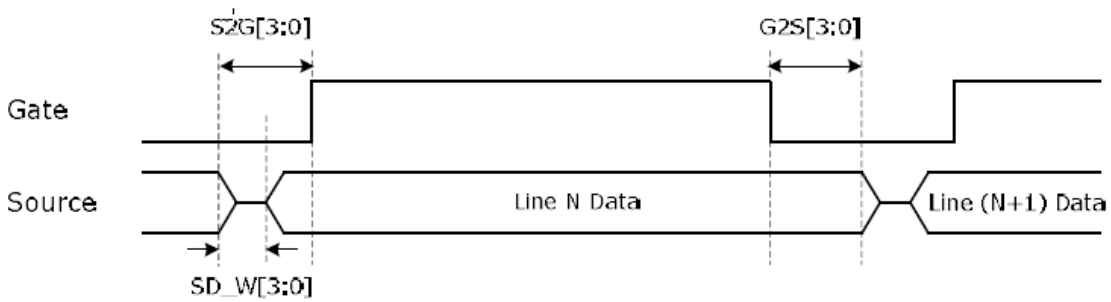 S2G[3:0]
G2S[3:0]
Gate
Source
Line N Data
Line (N+1) Data
SD_W[3:0]